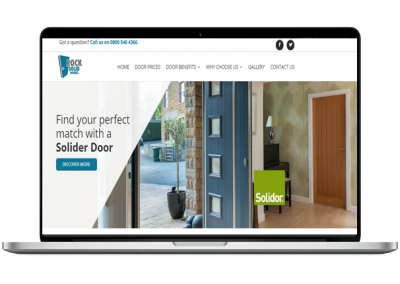 Got a question? Call us on 0800 540 4366
ROCK
SOLID
HOME DOOR PRICES DOOR BENEFITS WHY CHOOSE US GALLERY CONTACT US
Find your perfect
match with a
Solider Door
DISCOVER MORE
Solidor.